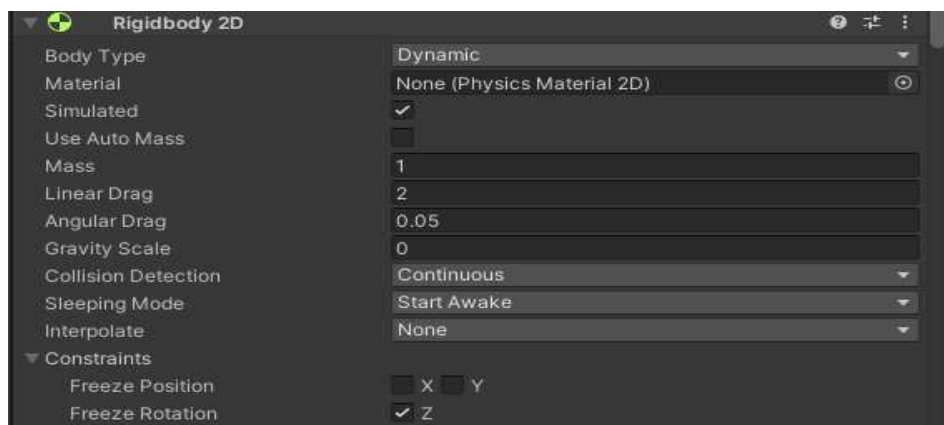 Rigidbody 2D
Body Type Dynamic
Material None (Physics Material 2D)
Simulated
Use Auto Mass
Mass 1
Linear Drag 2
Angular Drag 0.05
Gravity Scale 0
Collision Detection Continuous
Sleeping Mode Start Awake
Interpolate None
Constraints
Freeze Position X Y
Freeze Rotation Z